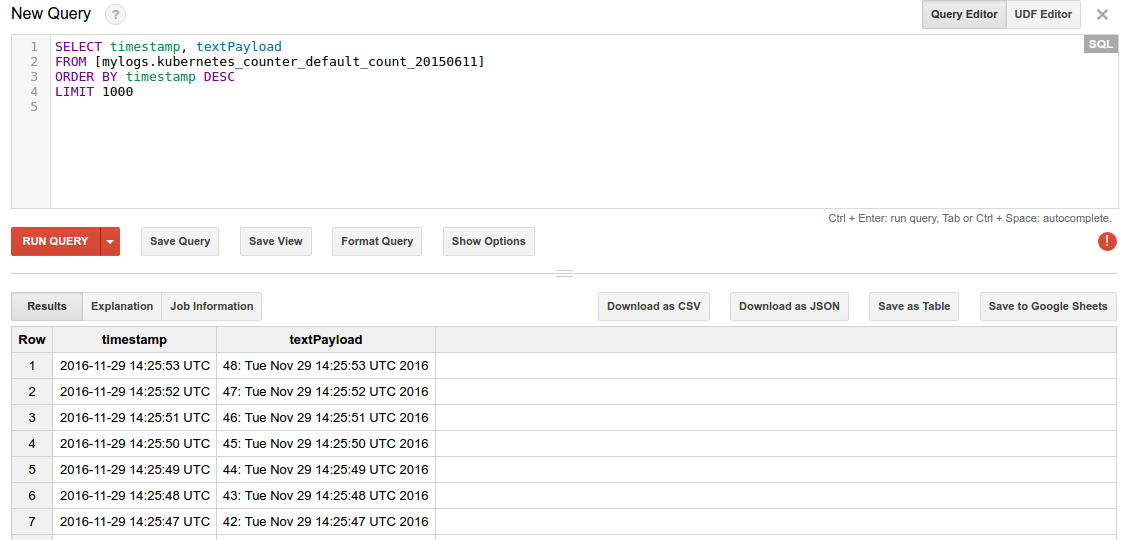 New Query ?
Query Editor UDF Editor ×
SQL
1 SELECT timestamp, textPayload
2 FROM [mylogs.kubernetes_counter_default_count_20150611]
3 ORDER BY timestamp DESC
4 LIMIT 1000
5
Ctrl + Enter: run query, Tab or Ctrl + Space: autocomplete.
RUN QUERY Save Query Save View Format Query Show Options !
Results Explanation Job Information Download as CSV Download as JSON Save as Table Save to Google Sheets
Row timestamp textPayload
1 2016-11-29 14:25:53 UTC 48: Tue Nov 29 14:25:53 UTC 2016
2 2016-11-29 14:25:52 UTC 47: Tue Nov 29 14:25:52 UTC 2016
3 2016-11-29 14:25:51 UTC 46: Tue Nov 29 14:25:51 UTC 2016
4 2016-11-29 14:25:50 UTC 45: Tue Nov 29 14:25:50 UTC 2016
5 2016-11-29 14:25:49 UTC 44: Tue Nov 29 14:25:49 UTC 2016
6 2016-11-29 14:25:48 UTC 43: Tue Nov 29 14:25:48 UTC 2016
7 2016-11-29 14:25:47 UTC 42: Tue Nov 29 14:25:47 UTC 2016